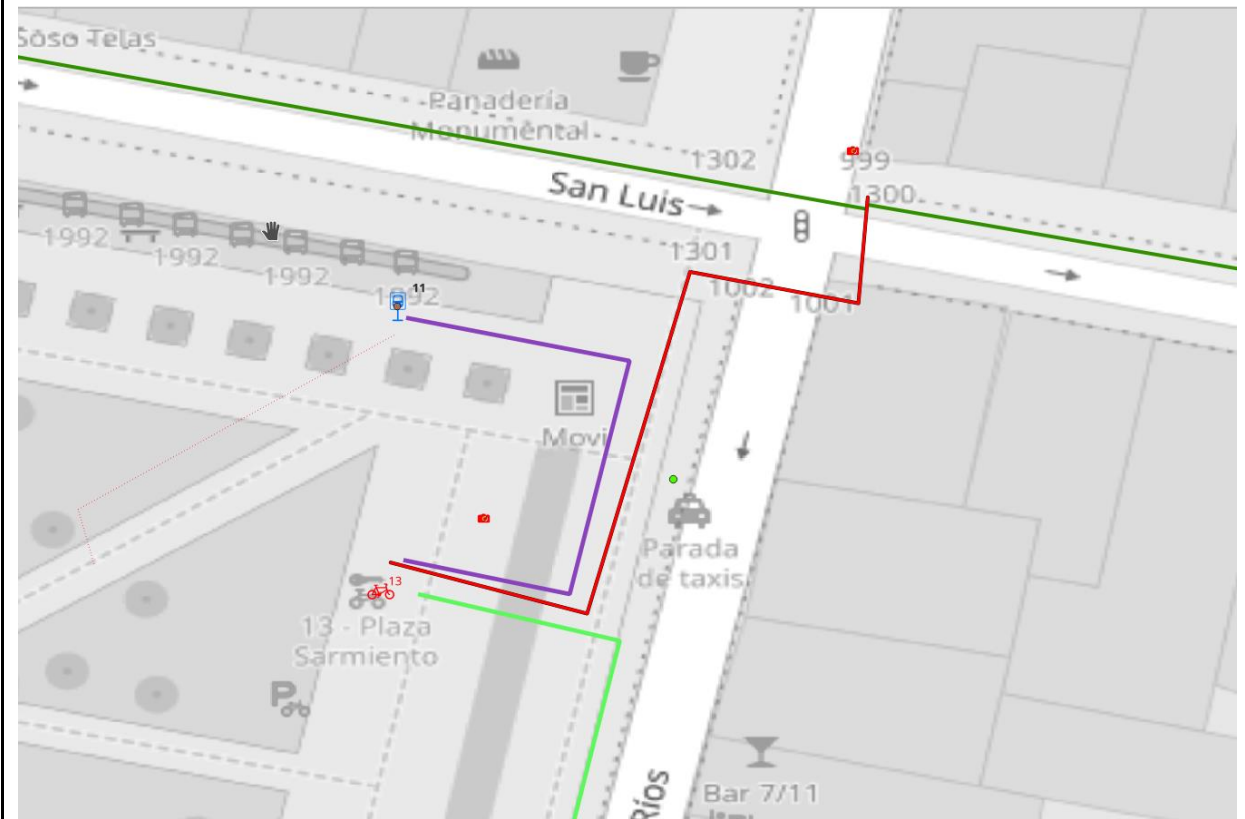 Soso Telas
Panadería
Monumental
1302
999
1300
San Luis
1301
1992
1992
1992
1992
11
1002
1001
Movi
Parada
de taxis
13
13 - Plaza
Sarmiento
Ríos
Bar 7/11